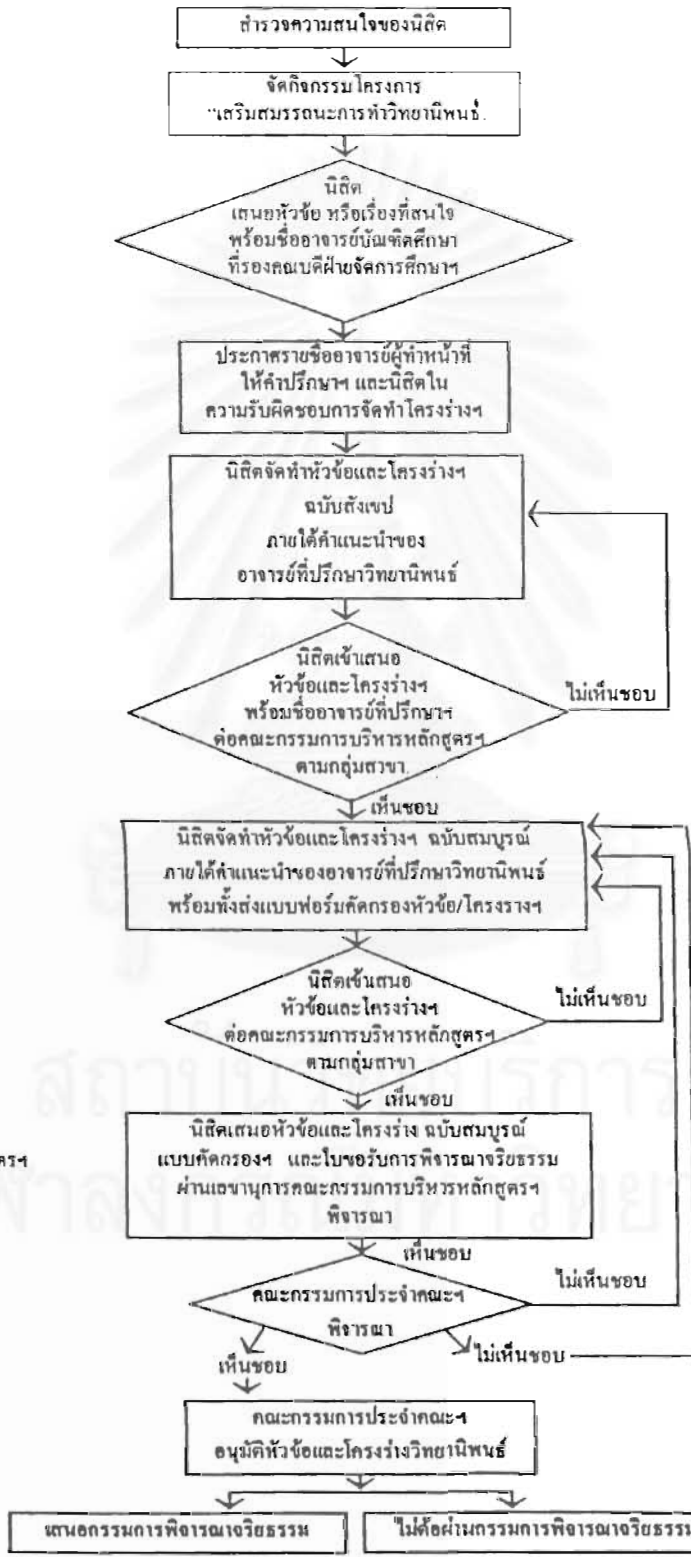 สำรวจความสนใจของนิสิต
จัดกิจกรรมโครงการ
"เสริมสมรรถนะการทำวิทยานิพนธ์.
นิสิต
เสนอหัวข้อ หรือเรื่องที่สนใจ
พร้อมชื่ออาจารย์บัณฑิตศึกษา
ที่รองคณบดีฝ่ายจัดการศึกษาฯ
ประกาศรายชื่ออาจารย์ผู้ทำหน้าที่
ให้คำปรึกษาฯ และนิสิตใน
ความรับผิดชอบการจัดทำโครงร่างฯ
นิสิตจัดทำหัวข้อและโครงร่างฯ
ฉบับสังเขป
ภายใต้คำแนะนำของ
อาจารย์ที่ปรึกษาวิทยานิพนธ์
นิสิตเข้าเสนอ
หัวข้อและโครงร่างฯ
พร้อมชื่ออาจารย์ที่ปรึกษาฯ
ต่อคณะกรรมการบริหารหลักสูตรฯ
ตามกลุ่มสาขา.
ไม่เห็นชอบ
เห็นชอบ
นิสิตจัดทำหัวข้อและโครงร่างฯ ฉบับสมบูรณ์
ภายใต้คำแนะนำของอาจารย์ที่ปรึกษาวิทยานิพนธ์
พร้อมทั้งส่งแบบฟอร์มคัดกรองหัวข้อ/โครงรางฯ
นิสิตเข้าเสนอ
หัวข้อและโครงร่างฯ
ต่อคณะกรรมการบริหารหลักสูตรฯ
ตามกลุ่มสาขา
ไม่เห็นชอบ
เห็นชอบ
นิสิตเสนอหัวข้อและโครงร่าง ฉบับสมบูรณ์
แบบคัดกรองฯ และใบขอรับการพิจารณาจริยธรรม
ผ่านเลขานุการคณะกรรมการบริหารหลักสูตรฯ
พิจารณา
ตรฯ
เห็นชอบ
ไม่เห็นชอบ
คณะกรรมการประจำคณะฯ
พิจารณา
เห็นชอบ
ไม่เห็นชอบ
คณะกรรมการประจำคณะฯ
อนุมัติหัวข้อและโครงร่างวิทยานิพนธ์
เสนอกรรมการพิจารณาจริยธรรม
ไม่ต้อผ่านกรรมการพิจารณาจริยธรรม